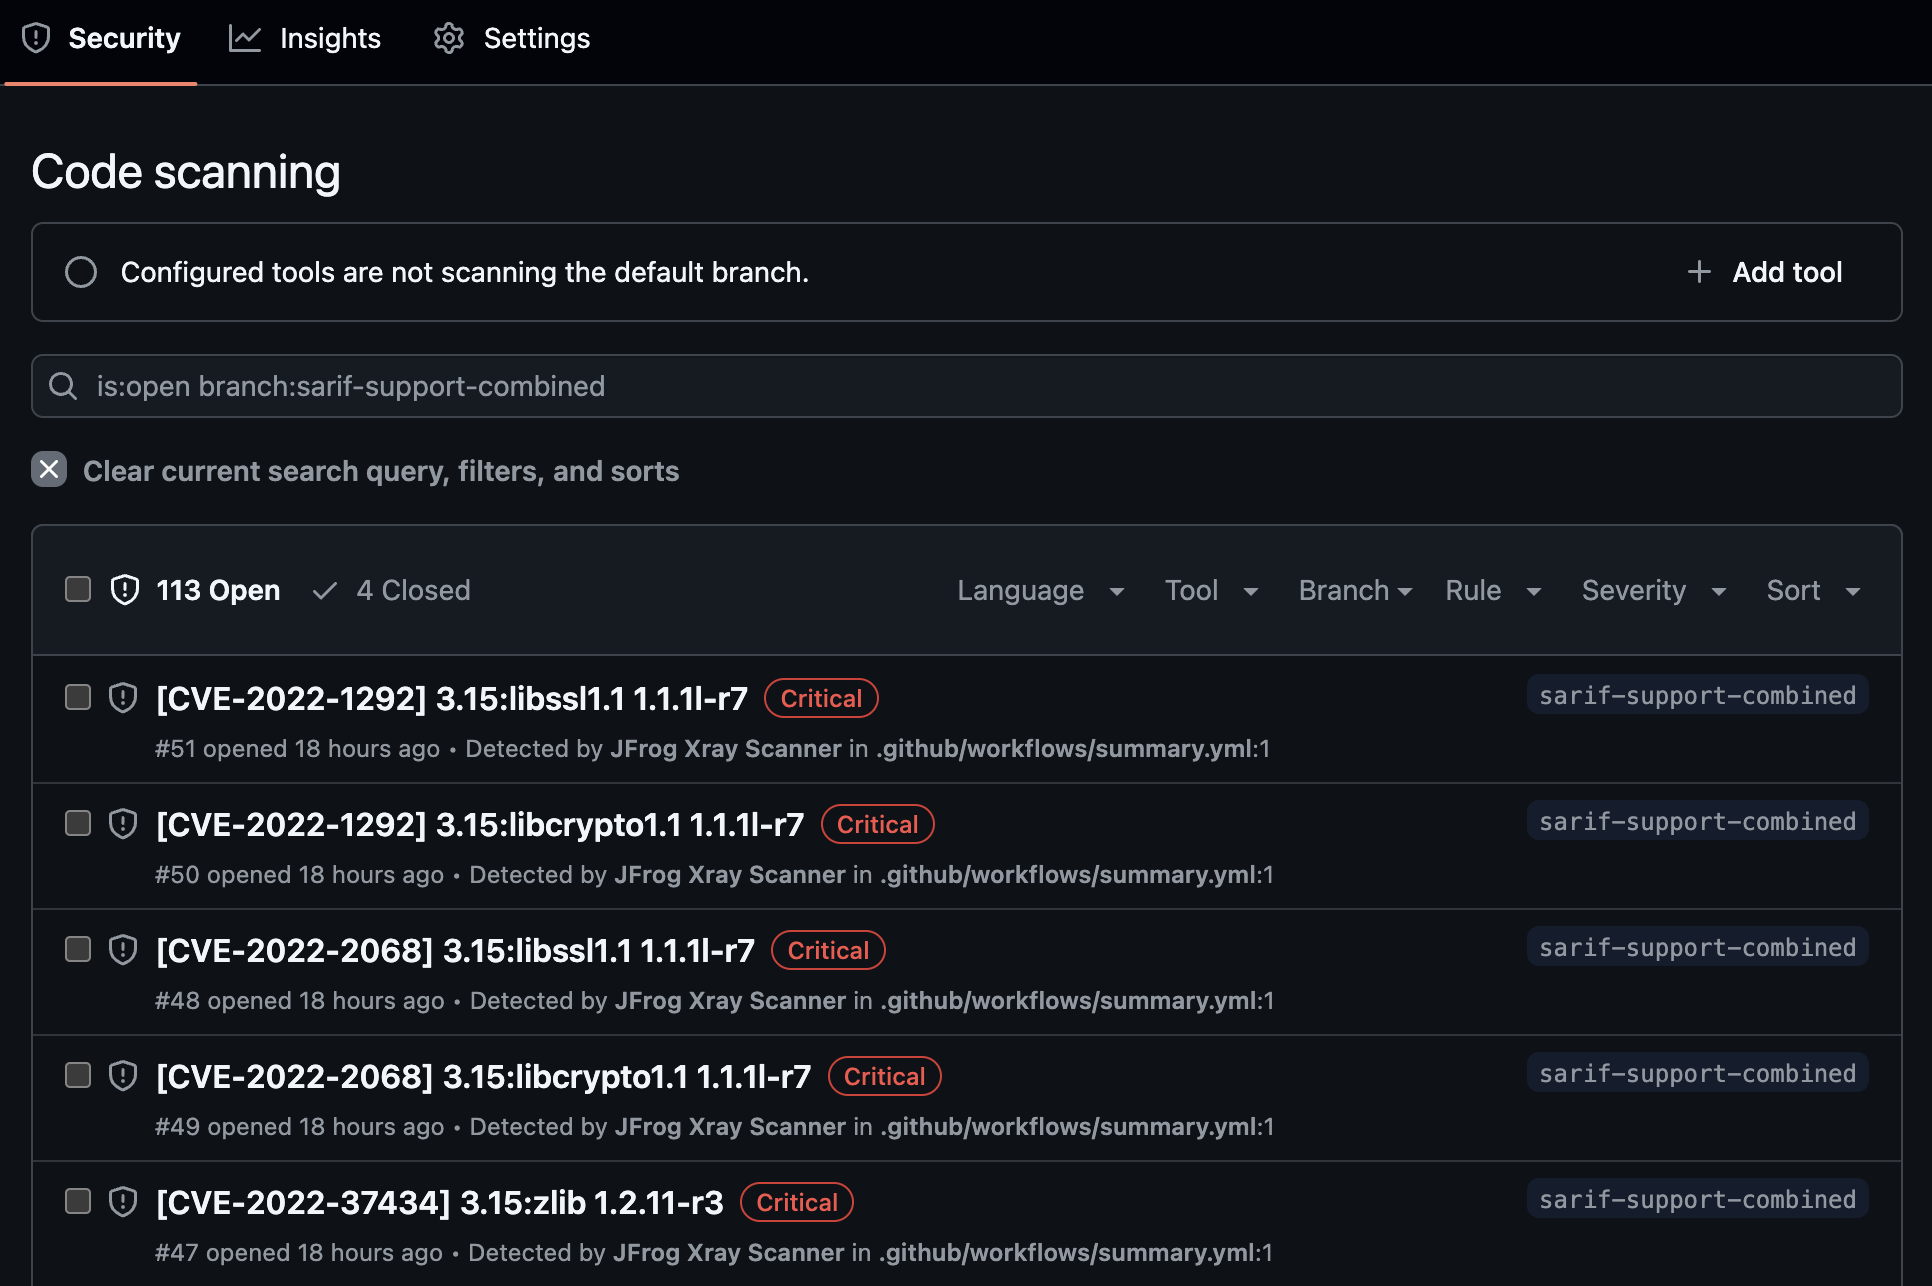 Security Insights Settings
Code scanning
Configured tools are not scanning the default branch. Add tool
is:open branch:sarif-support-combined
Clear current search query, filters, and sorts
113 Open 4 Closed Language Tool Branch Rule Severity Sort
[CVE-2022-1292] 3.15:libssl1.1 1.1.1l-r7 Critical sarif-support-combined
#51 opened 18 hours ago • Detected by JFrog Xray Scanner in .github/workflows/summary.yml:1
[CVE-2022-1292] 3.15:libcrypto1.1 1.1.1l-r7 Critical sarif-support-combined
#50 opened 18 hours ago • Detected by JFrog Xray Scanner in .github/workflows/summary.yml:1
[CVE-2022-2068] 3.15:libssl1.1 1.1.1l-r7 Critical sarif-support-combined
#48 opened 18 hours ago • Detected by JFrog Xray Scanner in .github/workflows/summary.yml:1
[CVE-2022-2068] 3.15:libcrypto1.1 1.1.1l-r7 Critical sarif-support-combined
#49 opened 18 hours ago • Detected by JFrog Xray Scanner in .github/workflows/summary.yml:1
[CVE-2022-37434] 3.15:zlib 1.2.11-r3 Critical sarif-support-combined
#47 opened 18 hours ago • Detected by JFrog Xray Scanner in .github/workflows/summary.yml:1